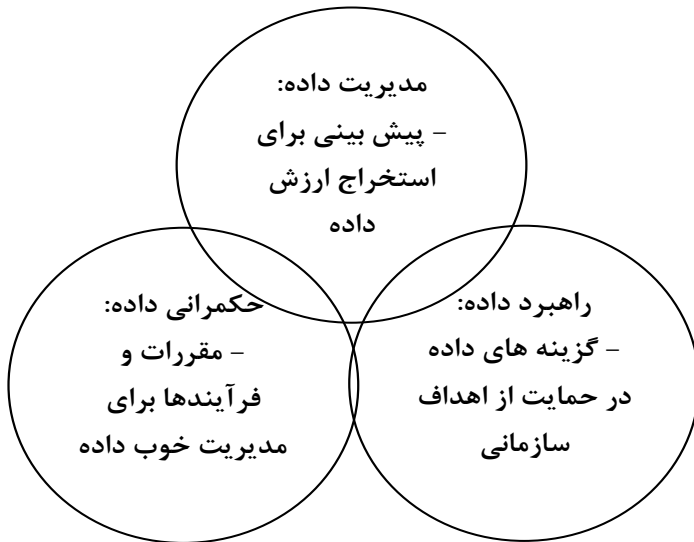 مدیریت داده:
- پیش بینی برای
استخراج ارزش
داده
راهبرد داده:
- گزینه های داده
در حمایت از اهداف
سازمانی
حکمرانی داده:
- مقررات و
فرآیندها برای
مدیریت خوب داده